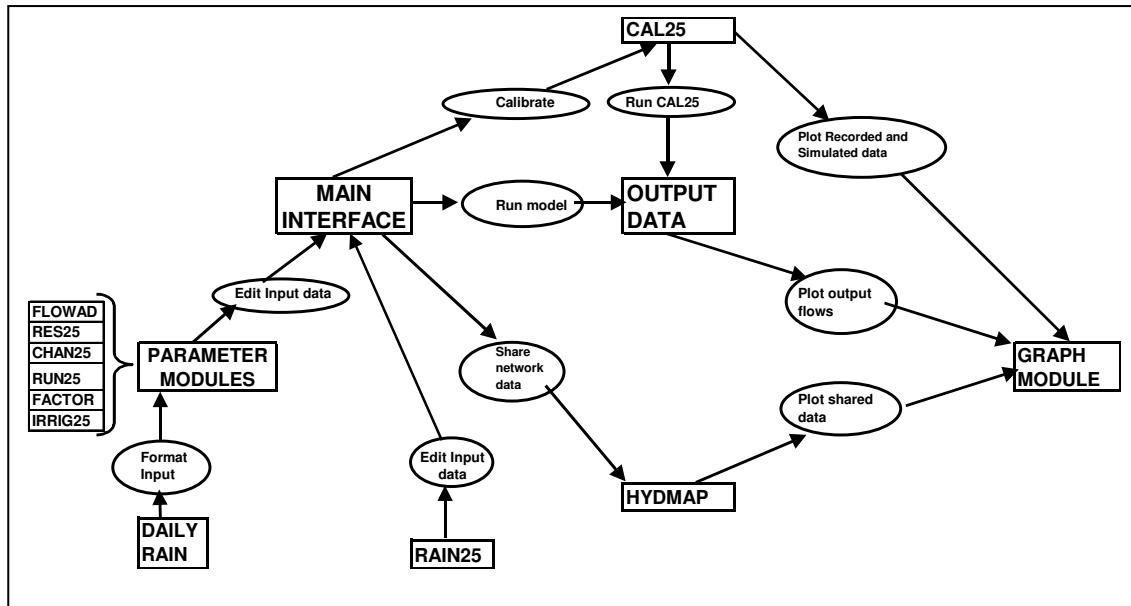 CAL25
Calibrate
Run CAL25
Plot Recorded and
Simulated data
MAIN
INTERFACE
Run model
OUTPUT
DATA
Edit Input data
Plot output
flows
FLOWAD
RES25
CHAN25
RUN25
FACTOR
IRRIG25
PARAMETER
MODULES
Share
network
data
GRAPH
MODULE
Plot shared
data
Format
Input
Edit Input
data
HYDMAP
DAILY
RAIN
RAIN25